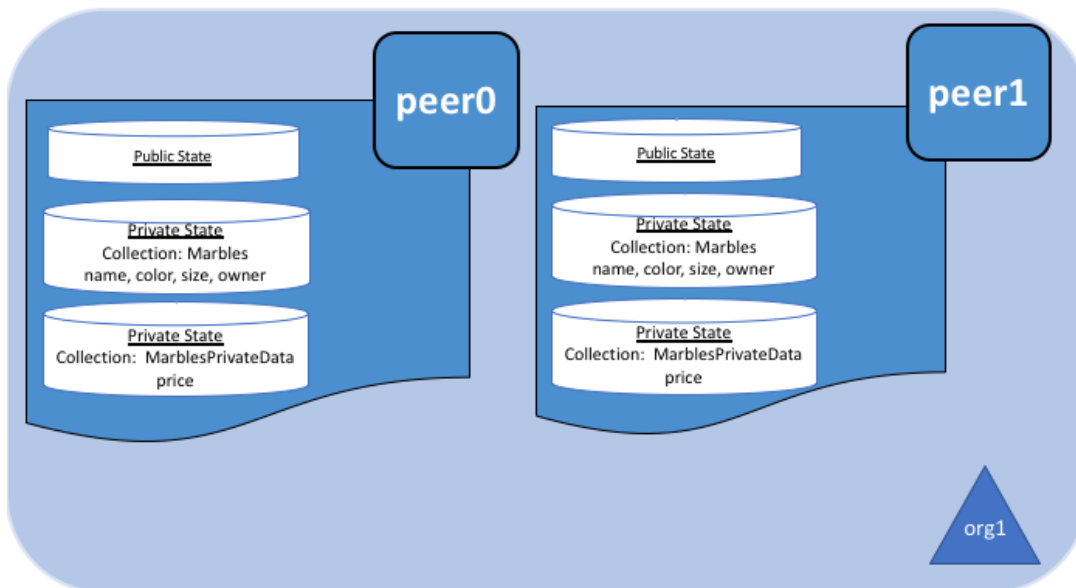 peer0
Public State
Private State
Collection: Marbles
name, color, size, owner
Private State
Collection:  MarblesPrivateData
price
peer1
Public State
Private State
Collection: Marbles
name, color, size, owner
Private State
Collection:  MarblesPrivateData
price
org1